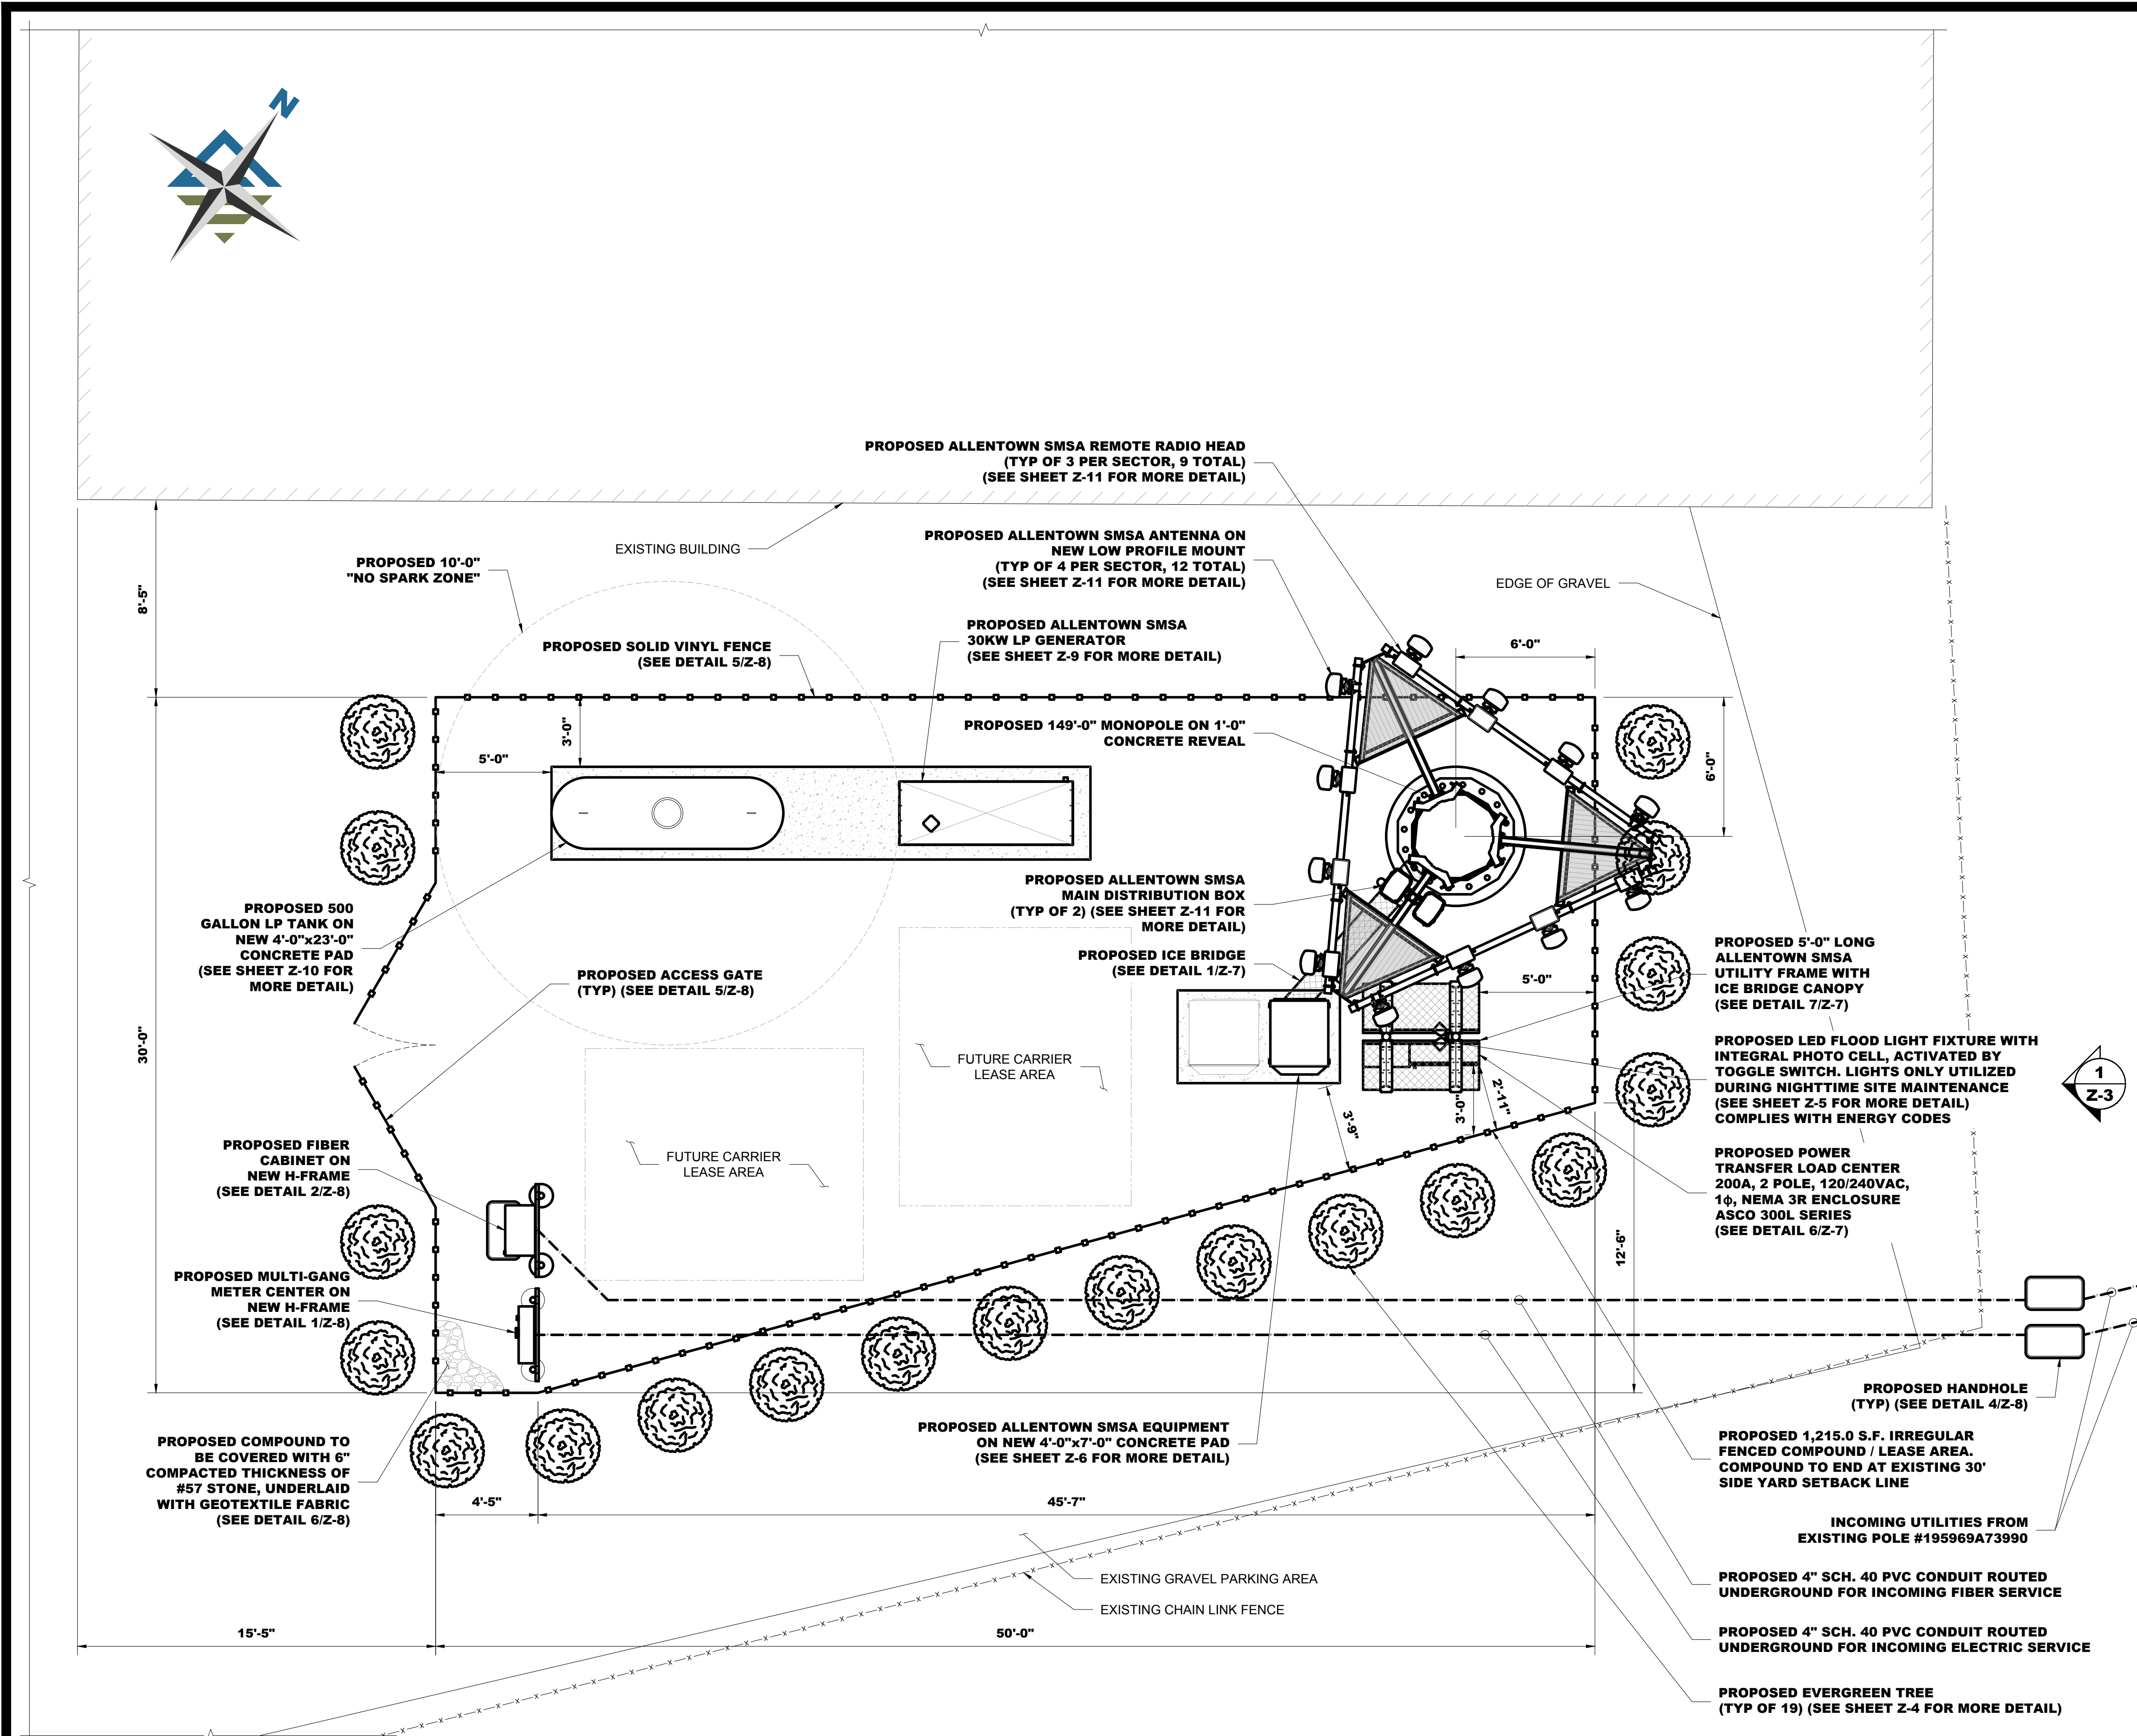 N
PROPOSED ALLENTOWN SMSA REMOTE RADIO HEAD
(TYP OF 3 PER SECTOR, 9 TOTAL)
(SEE SHEET Z-11 FOR MORE DETAIL)
EXISTING BUILDING
PROPOSED ALLENTOWN SMSA ANTENNA ON
NEW LOW PROFILE MOUNT
(TYP OF 4 PER SECTOR, 12 TOTAL)
(SEE SHEET Z-11 FOR MORE DETAIL)
PROPOSED 10'-0"
"NO SPARK ZONE"
EDGE OF GRAVEL
8'-5"
PROPOSED SOLID VINYL FENCE
(SEE DETAIL 5/Z-8)
PROPOSED ALLENTOWN SMSA
30KW LP GENERATOR
(SEE SHEET Z-9 FOR MORE DETAIL)
6'-0"
3'-0"
5'-0"
PROPOSED 149'-0" MONOPOLE ON 1'-0"
CONCRETE REVEAL
6'-0"
PROPOSED 500
GALLON LP TANK ON
NEW 4'-0"x23'-0"
CONCRETE PAD
(SEE SHEET Z-10 FOR
MORE DETAIL)
PROPOSED ACCESS GATE
(TYP) (SEE DETAIL 5/Z-8)
PROPOSED ALLENTOWN SMSA
MAIN DISTRIBUTION BOX
(TYP OF 2) (SEE SHEET Z-11 FOR
MORE DETAIL)
PROPOSED ICE BRIDGE
(SEE DETAIL 1/Z-7)
5'-0"
PROPOSED 5'-0" LONG
ALLENTOWN SMSA
UTILITY FRAME WITH
ICE BRIDGE CANOPY
(SEE DETAIL 7/Z-7)
30'-0"
FUTURE CARRIER
LEASE AREA
PROPOSED LED FLOOD LIGHT FIXTURE WITH
INTEGRAL PHOTO CELL, ACTIVATED BY
TOGGLE SWITCH. LIGHTS ONLY UTILIZED
DURING NIGHTTIME SITE MAINTENANCE
(SEE SHEET Z-5 FOR MORE DETAIL)
COMPLIES WITH ENERGY CODES
1
Z-3
3'-9"
3'-0"
2'-11"
PROPOSED FIBER
CABINET ON
NEW H-FRAME
(SEE DETAIL 2/Z-8)
FUTURE CARRIER
LEASE AREA
PROPOSED POWER
TRANSFER LOAD CENTER
200A, 2 POLE, 120/240VAC,
1ϕ, NEMA 3R ENCLOSURE
ASCO 300L SERIES
(SEE DETAIL 6/Z-7)
12'-6"
PROPOSED MULTI-GANG
METER CENTER ON
NEW H-FRAME
(SEE DETAIL 1/Z-8)
PROPOSED HANDHOLE
(TYP) (SEE DETAIL 4/Z-8)
PROPOSED COMPOUND TO
BE COVERED WITH 6"
COMPACTED THICKNESS OF
#57 STONE, UNDERLAID
WITH GEOTEXTILE FABRIC
(SEE DETAIL 6/Z-8)
PROPOSED ALLENTOWN SMSA EQUIPMENT
ON NEW 4'-0"x7'-0" CONCRETE PAD
(SEE SHEET Z-6 FOR MORE DETAIL)
PROPOSED 1,215.0 S.F. IRREGULAR
FENCED COMPOUND / LEASE AREA.
COMPOUND TO END AT EXISTING 30'
SIDE YARD SETBACK LINE
4'-5"
45'-7"
INCOMING UTILITIES FROM
EXISTING POLE #195969A73990
EXISTING GRAVEL PARKING AREA
PROPOSED 4" SCH. 40 PVC CONDUIT ROUTED
UNDERGROUND FOR INCOMING FIBER SERVICE
EXISTING CHAIN LINK FENCE
15'-5"
50'-0"
PROPOSED 4" SCH. 40 PVC CONDUIT ROUTED
UNDERGROUND FOR INCOMING ELECTRIC SERVICE
PROPOSED EVERGREEN TREE
(TYP OF 19) (SEE SHEET Z-4 FOR MORE DETAIL)